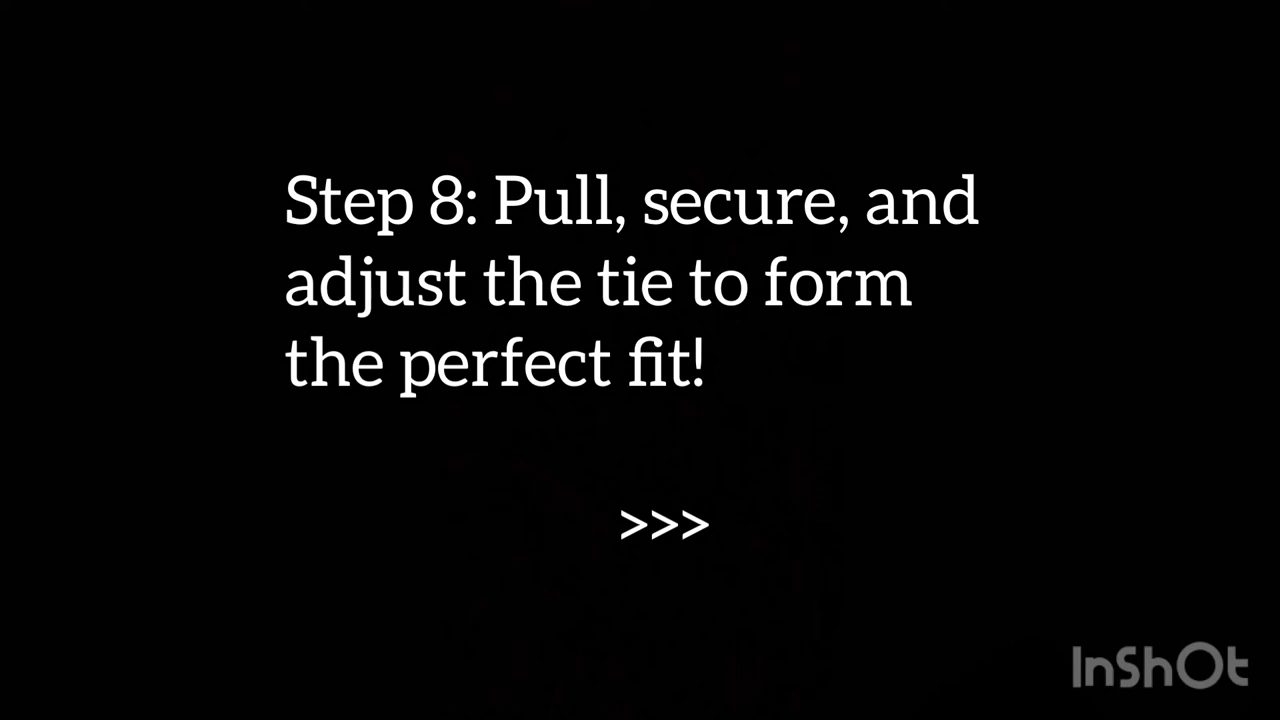 Step 8: Pull, secure, and
adjust the tie to form
the perfect fit!
>>>
InShOt